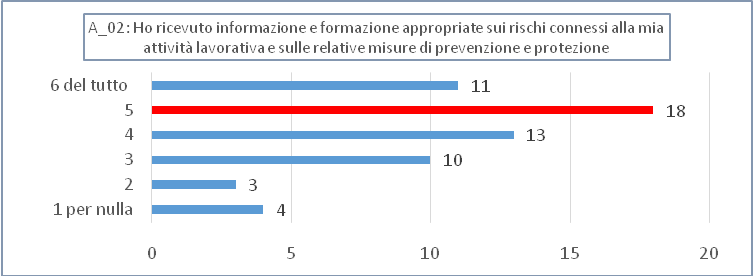 A_02: Ho ricevuto informazione e formazione appropriate sui rischi connessi alla mia
attività lavorativa e sulle relative misure di prevenzione e protezione
6 del tutto 11
5 18
4 13
3 10
2 3
1 per nulla 4
0 5 10 15 20